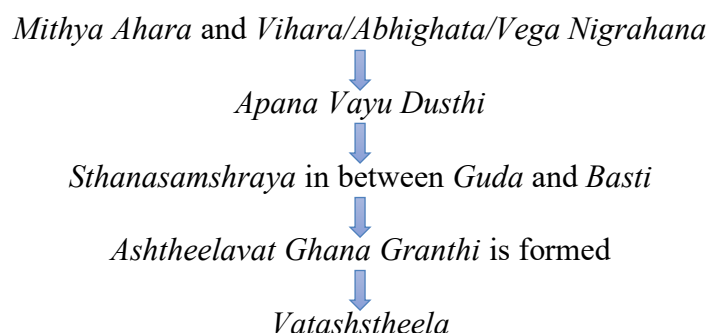 Mithya Ahara and Vihara/Abhighata/Vega Nigrahana
Apana Vayu Dusthi
Sthanasamshraya in between Guda and Basti
Ashtheelavat Ghana Granthi is formed
Vatashstheela